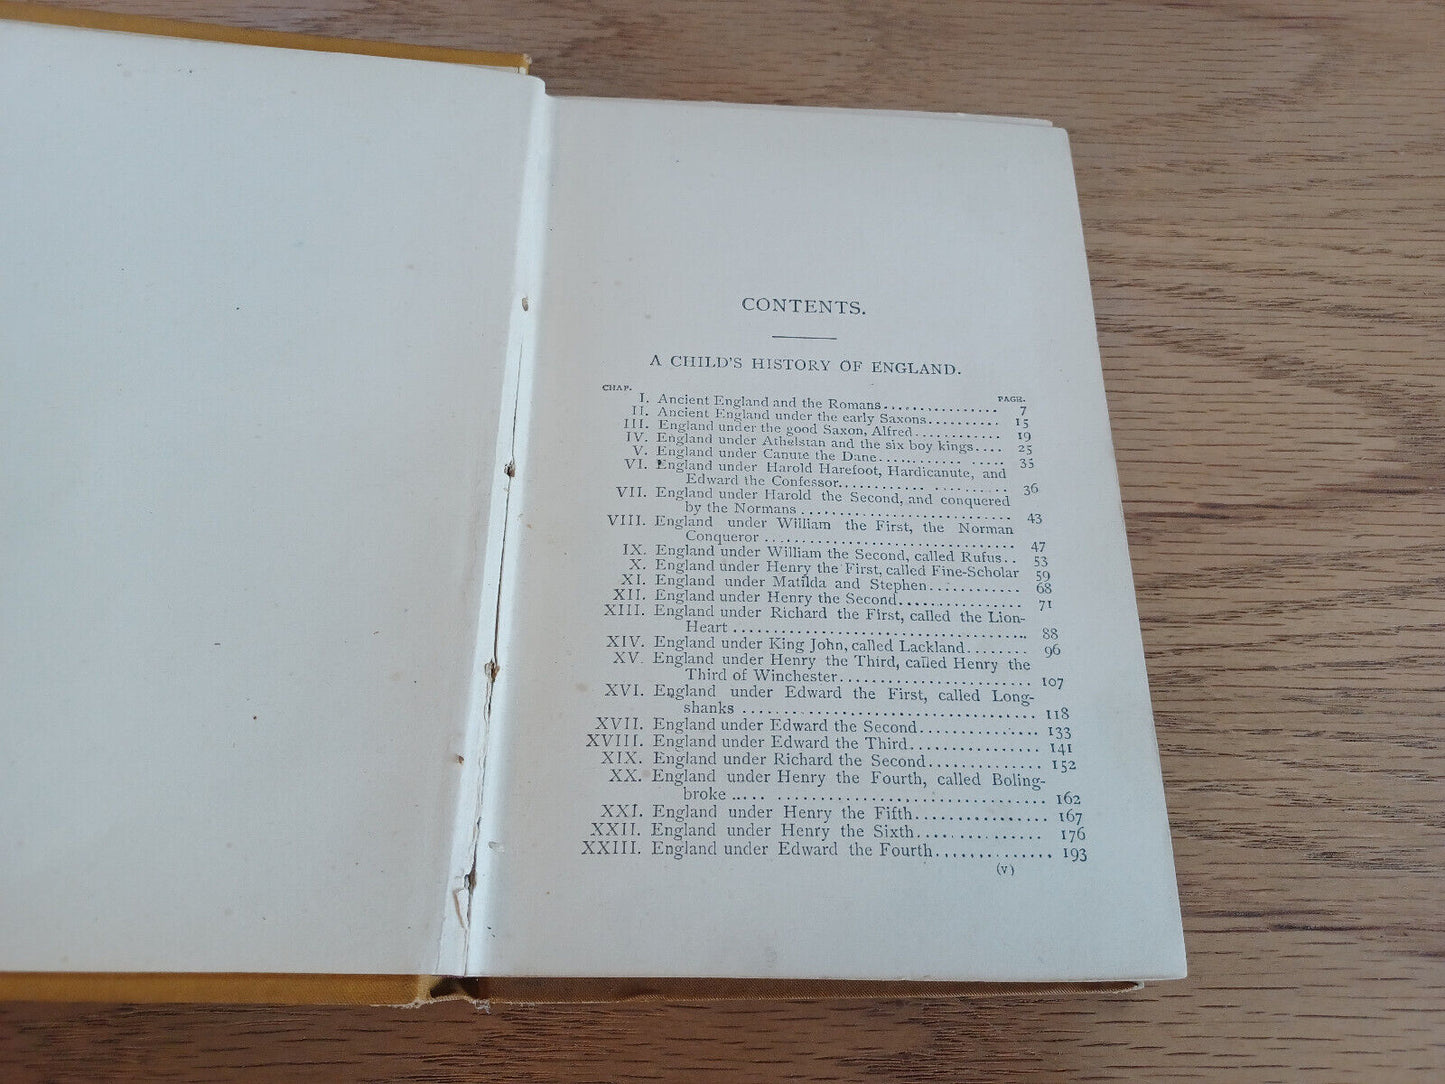 CONTENTS.
A CHILD'S HISTORY OF ENGLAND.
CHAP. PAGE.
I. Ancient England and the Romans............... 7
II. Ancient England under the early Saxons.......... 15
III. England under the good Saxon, Alfred............ 19
IV. England under Athelstan and the six boy kings.... 25
V. England under Canute the Dane............... 35
VI. England under Harold Harefoot, Hardicanute, and
Edward the Confessor...................... 36
VII. England under Harold the Second, and conquered
by the Normans ........................... 43
VIII. England under William the First, the Norman
Conqueror ................................ 47
IX. England under William the Second, called Rufus.. 53
X. England under Henry the First, called Fine-Scholar 59
XI. England under Matilda and Stephen............ 68
XII. England under Henry the Second............... 71
XIII. England under Richard the First, called the Lion-
Heart .................................... 88
XIV. England under King John, called Lackland........ 96
XV. England under Henry the Third, called Henry the
Third of Winchester........................ 107
XVI. England under Edward the First, called Long-
shanks .................................... 118
XVII. England under Edward the Second............... 133
XVIII. England under Edward the Third................ 141
XIX. England under Richard the Second.............. 152
XX. England under Henry the Fourth, called Boling-
broke ..... ................................ 162
XXI. England under Henry the Fifth................. 167
XXII. England under Henry the Sixth................ 176
XXIII. England under Edward the Fourth.............. 193
(v)